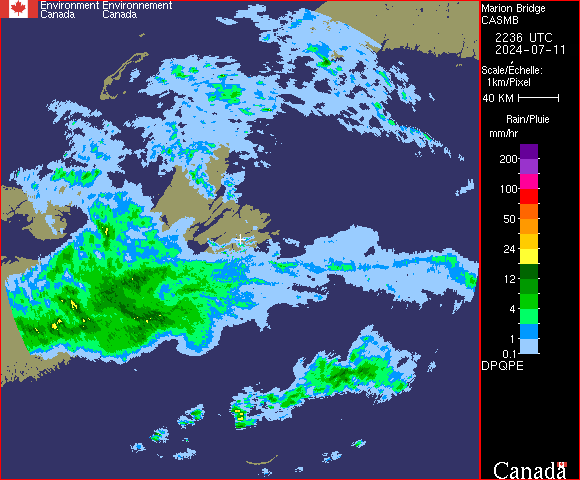 Environment Environnement
Canada Canada
Marion Bridge
CASMB
2236 UTC
2024-07-11
Scale/Échelle:
1km/Pixel
40 KM
Rain/Pluie
mm/hr
200
100
50
24
12
4
1
0.1
DPQPE
Canada